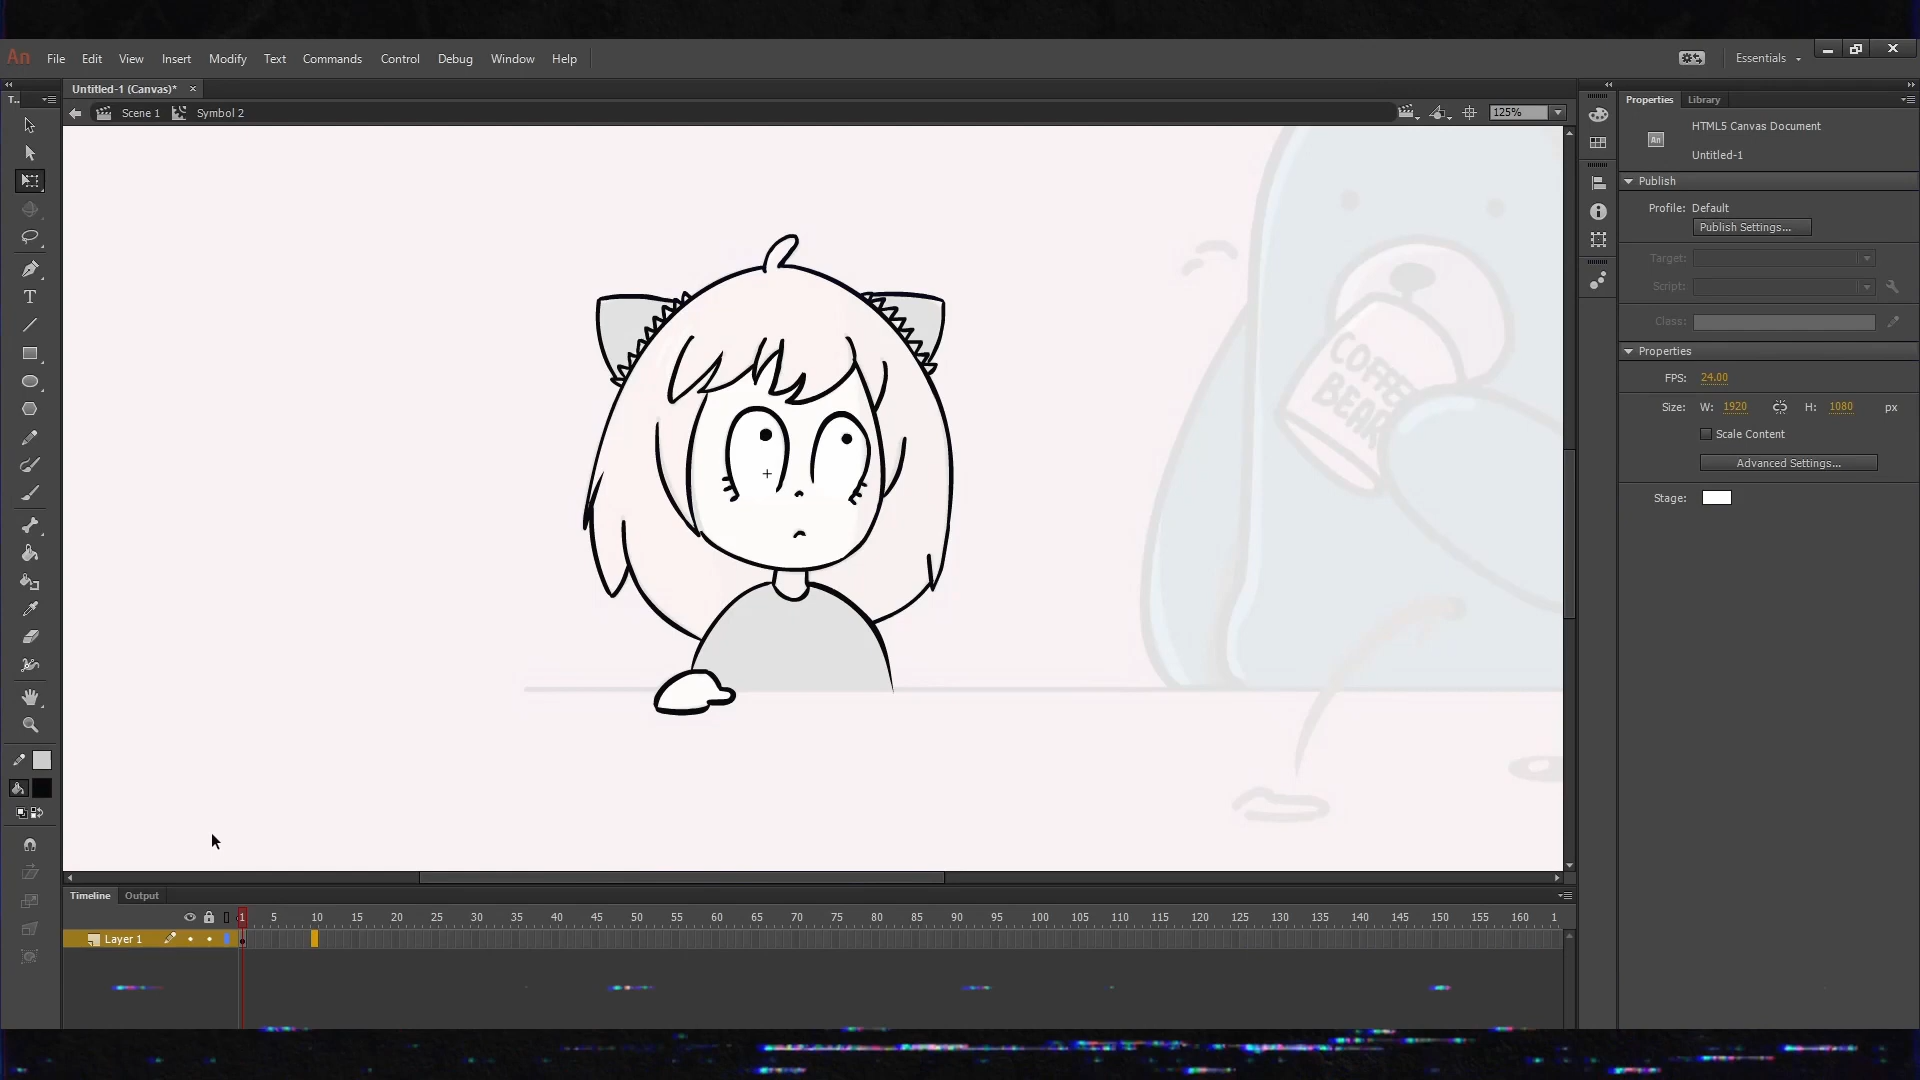 An File Edit View Insert Modify Text Commands Control Debug Window Help Essentials
Untitled-1 (Canvas)* ×
T..
Scene 1 Symbol 2 125%
COFFEE
BEAR
Properties Library
HTML5 Canvas Document
An
Untitled-1
Publish
Profile: Default
Publish Settings...
Target:
Script:
Class:
Properties
FPS: 24.00
Size: W: 1920 H: 1080 px
Scale Content
Advanced Settings...
Stage:
Timeline Output
1 5 10 15 20 25 30 35 40 45 50 55 60 65 70 75 80 85 90 95 100 105 110 115 120 125 130 135 140 145 150 155 160 1
Layer 1